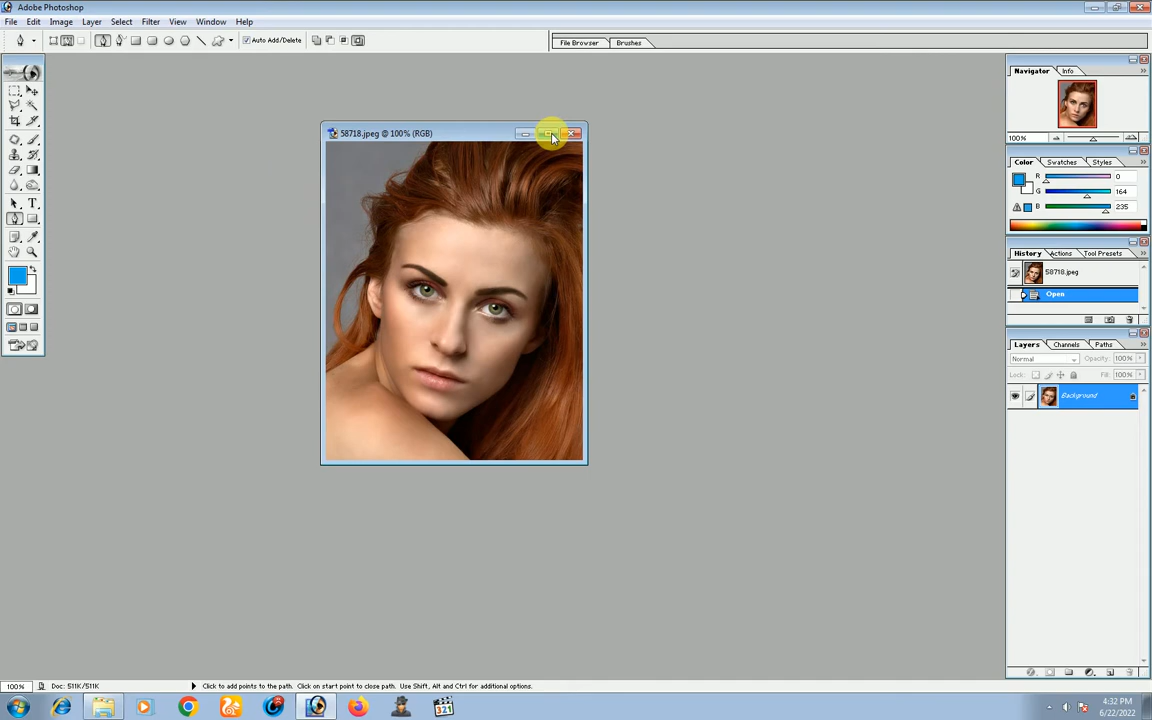 Adobe Photoshop
File Edit Image Layer Select Filter View Window Help
Auto Add/Delete
File Browser Brushes
Navigator Info
58718.jpeg @ 100% (RGB)
100%
Color Swatches Styles
R 0
G 164
B 235
History Actions Tool Presets
58718.jpeg
Open
Layers Channels Paths
Normal Opacity: 100%
Lock: Fill: 100%
Background
100% Doc: 511K/511K Click to add points to the path. Click on start point to close path. Use Shift, Alt and Ctrl for additional options.
321
4:32 PM
6/22/2022